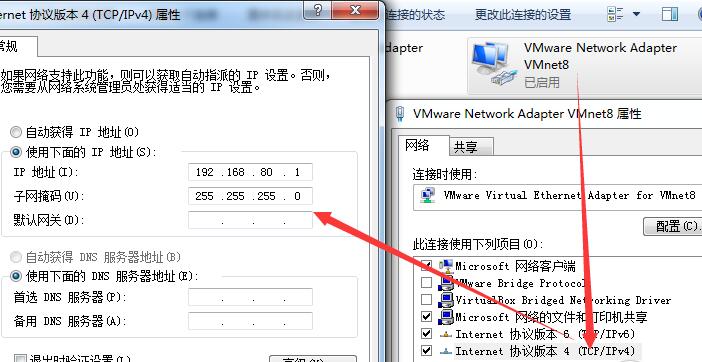 ernet 协议版本 4 (TCP/IPv4) 属性
常规
如果网络支持此功能，则可以获取自动指派的 IP 设置。否则，
您需要从网络系统管理员处获得适当的 IP 设置。
自动获得 IP 地址(O)
使用下面的 IP 地址(S):
IP 地址(I): 192 .168 . 80 . 1
子网掩码(U): 255 .255 .255 . 0
默认网关(D): . . .
自动获得 DNS 服务器地址(B)
使用下面的 DNS 服务器地址(E):
首选 DNS 服务器(P): . . .
备用 DNS 服务器(A): . . .
退出时验证设置(L)
高级(V)
连接的状态 更改此连接的设置
dapter
VMware Network Adapter
VMnet8
已启用
VMware Network Adapter VMnet8 属性
网络 共享
连接时使用:
VMware Virtual Ethernet Adapter for VMnet8
配置(C)
此连接使用下列项目(O):
Microsoft 网络客户端
VMware Bridge Protocol
VirtualBox Bridged Networking Driver
Microsoft 网络的文件和打印机共享
Internet 协议版本 6 (TCP/IPv6)
Internet 协议版本 4 (TCP/IPv4)